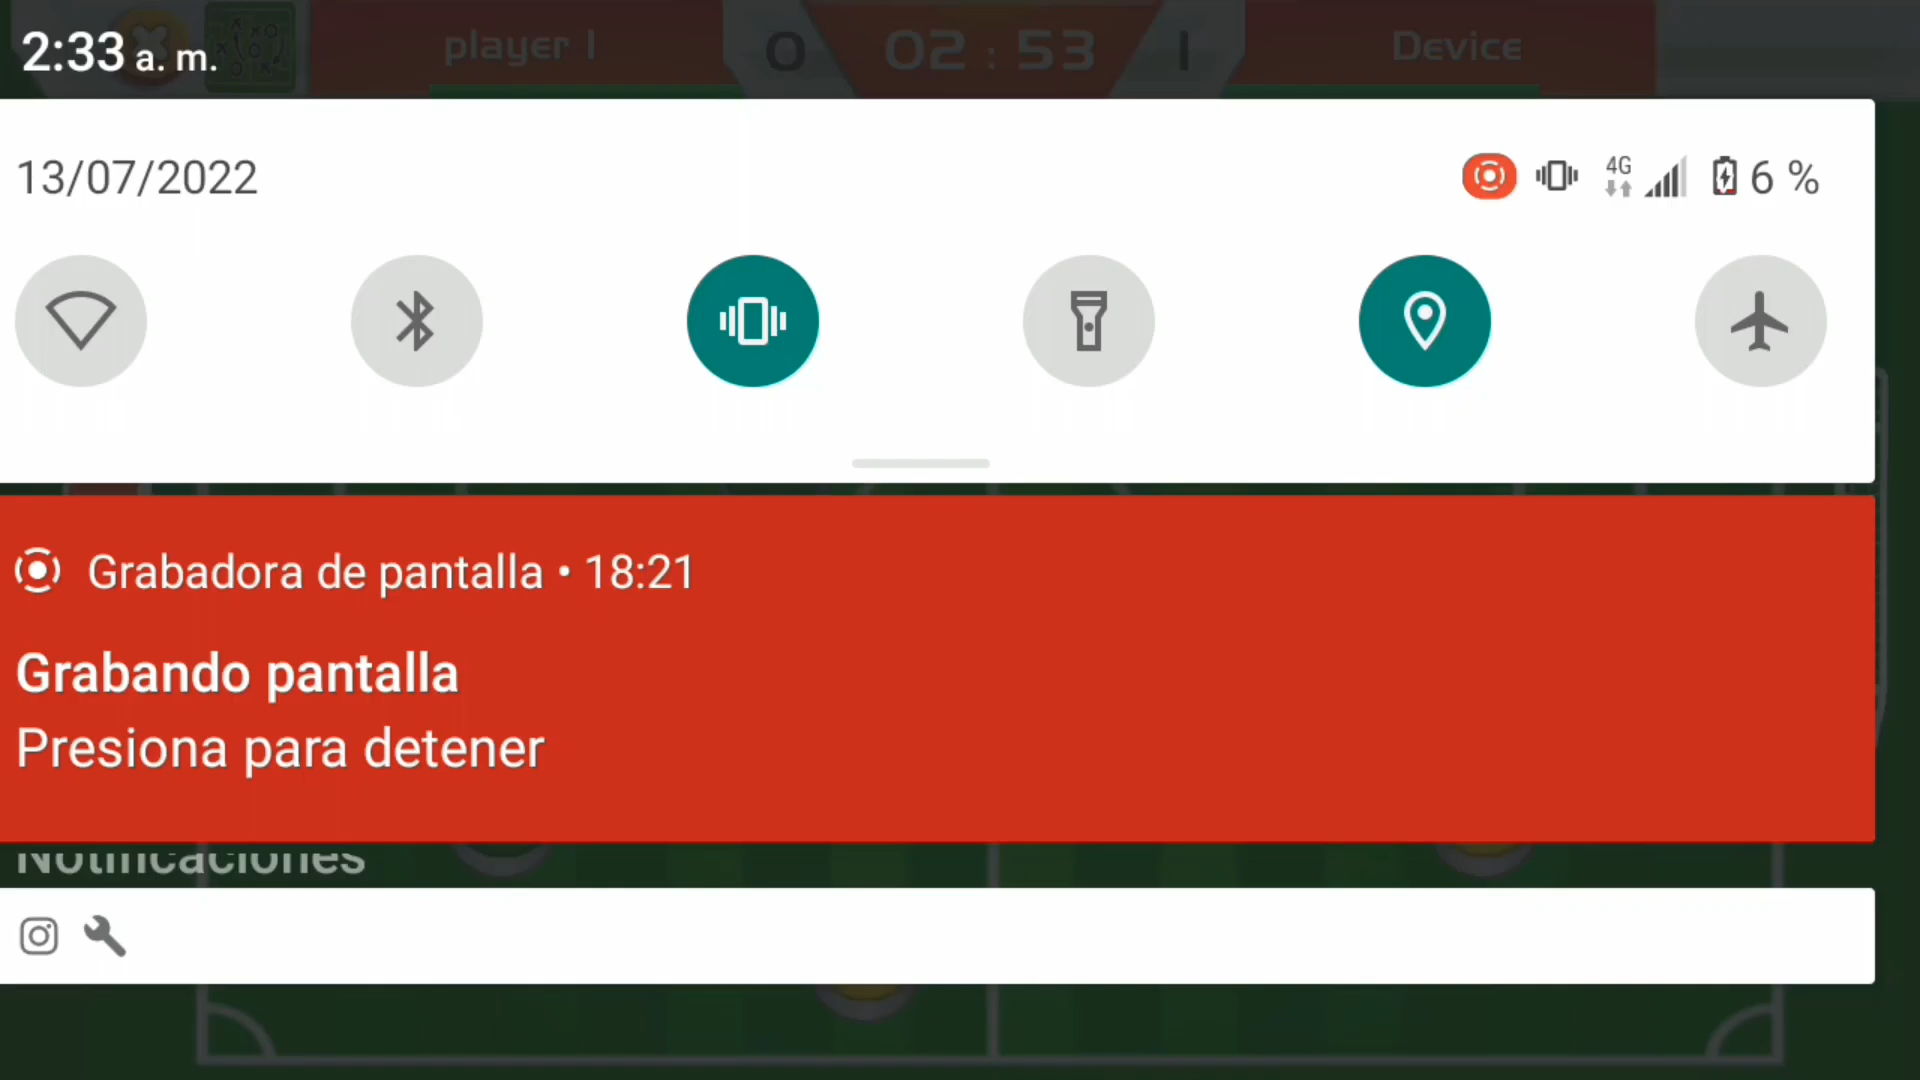 player 1 0 02 : 53 1 Device
2:33 a. m.
13/07/2022
4G 6 %
Grabadora de pantalla • 18:21
Grabando pantalla
Presiona para detener
Notificaciones